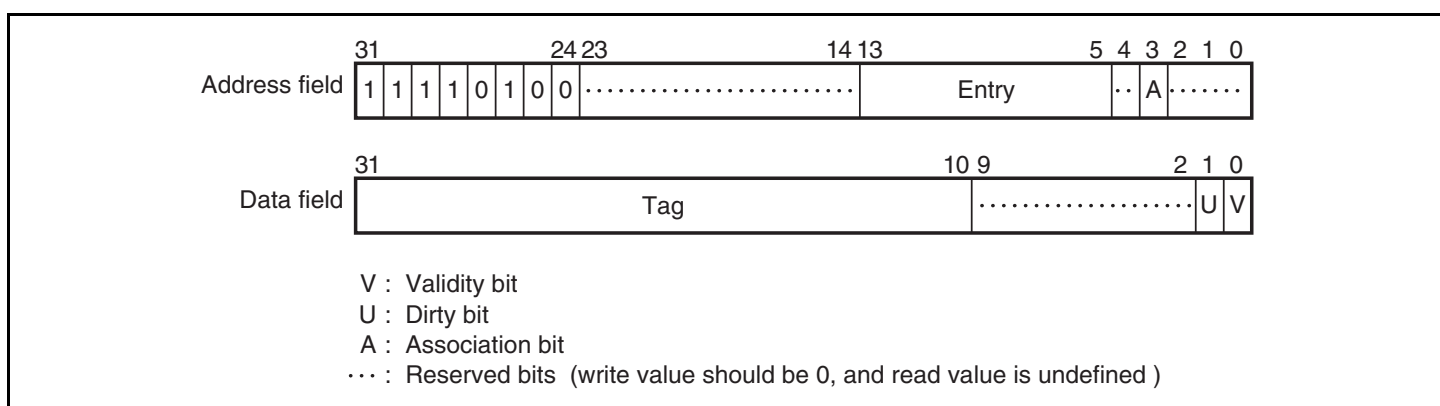 31 24 23 14 13 5 4 3 2 1 0
Address field 1 1 1 1 0 1 0 0 ........................ Entry ·· A ·······
31 10 9 2 1 0
Data field Tag .................... U V
V : Validity bit
U : Dirty bit
A : Association bit
··· : Reserved bits (write value should be 0, and read value is undefined )